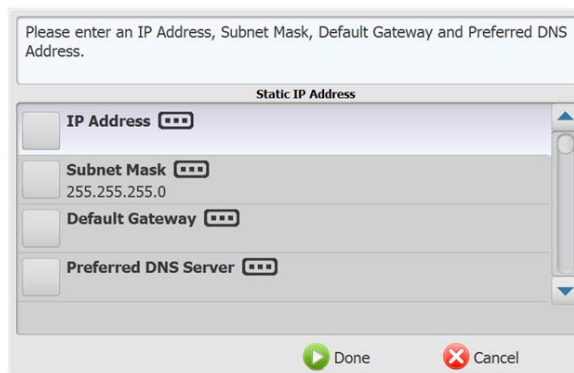 Please enter an IP Address, Subnet Mask, Default Gateway and Preferred DNS
Address.
Static IP Address
IP Address
Subnet Mask
255.255.255.0
Default Gateway
Preferred DNS Server
Done
Cancel